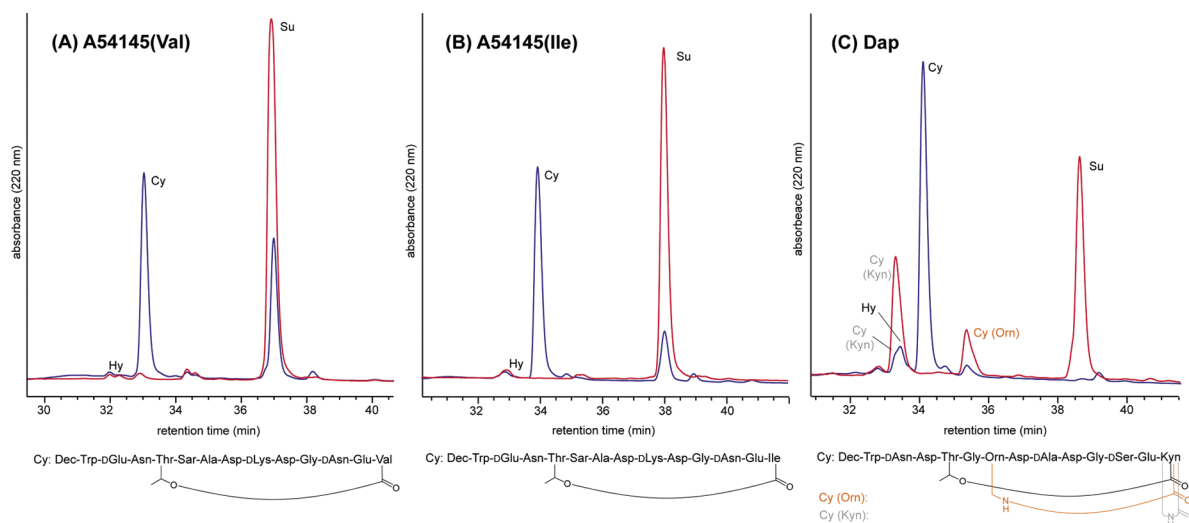 (A) A54145(Val)
Su
Cy
Hy
absorbance (220 nm)
30 32 34 36 38 40
retention time (min)
Cy: Dec-Trp-DGlu-Asn-Thr-Sar-Ala-Asp-DLys-Asp-Gly-DAsn-Glu-Val
O
O
(B) A54145(Ile)
Su
Cy
Hy
absorbance (220 nm)
32 34 36 38 40
retention time (min)
Cy: Dec-Trp-DGlu-Asn-Thr-Sar-Ala-Asp-DLys-Asp-Gly-DAsn-Glu-Ile
O
O
(C) Dap
Cy
Su
Cy
(Kyn)
Hy
Cy
(Kyn)
Cy (Orn)
absorbeace (220 nm)
32 34 36 38 40
retention time (min)
Cy: Dec-Trp-DAsn-Asp-Thr-Gly-Orn-Asp-DAla-Asp-Gly-DSer-Glu-Kyn
O
O
Cy (Orn):
N
H
O
Cy (Kyn):
N
H